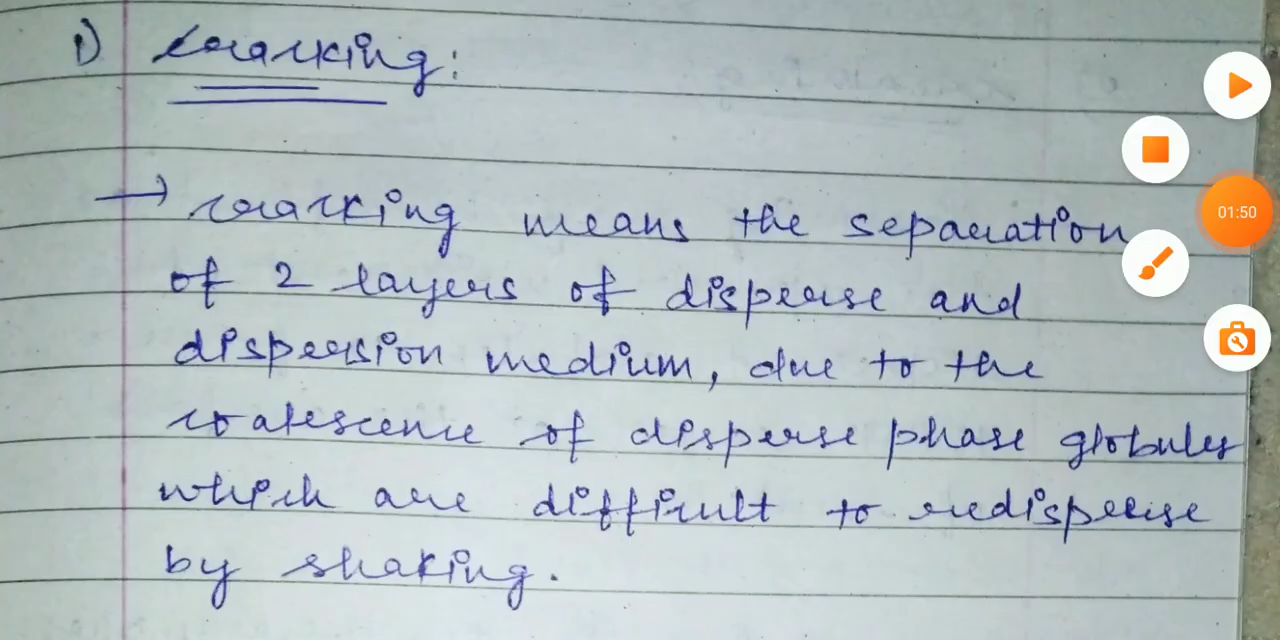 1) Cracking:
→ cracking means the separation
of 2 layers of disperse and
dispersion medium, due to the
coalescence of disperse phase globules
which are difficult to redisperse
by shaking.
01:50